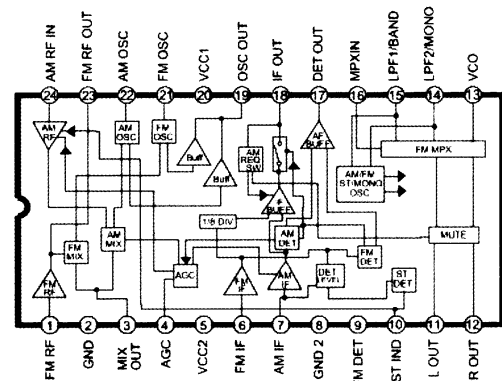 AM RF IN
FM RF OUT
AM OSC
FM OSC
VCC1
OSC OUT
IF OUT
DET OUT
MPXIN
LPF1/BAND
LPF2/MONO
VCO
24
23
22
21
20
19
18
17
16
15
14
13
AM
RF
AM
OSC
FM
OSC
Buff
Buff
AM
REQ
SW
AF
BUFF
FM MPX
AM/FM
ST/MONO
OSC
IF
BUFF
1/8 DIV
AM
DET
MUTE
FM
MIX
AM
MIX
AGC
FM
DET
FM
RF
FM
IF
AM
IF
DET
LEVEL
ST
DET
1
2
3
4
5
6
7
8
9
10
11
12
FM RF
GND
MIX
OUT
AGC
VCC2
FM IF
AM IF
GND 2
FM DET
ST IND
L OUT
R OUT